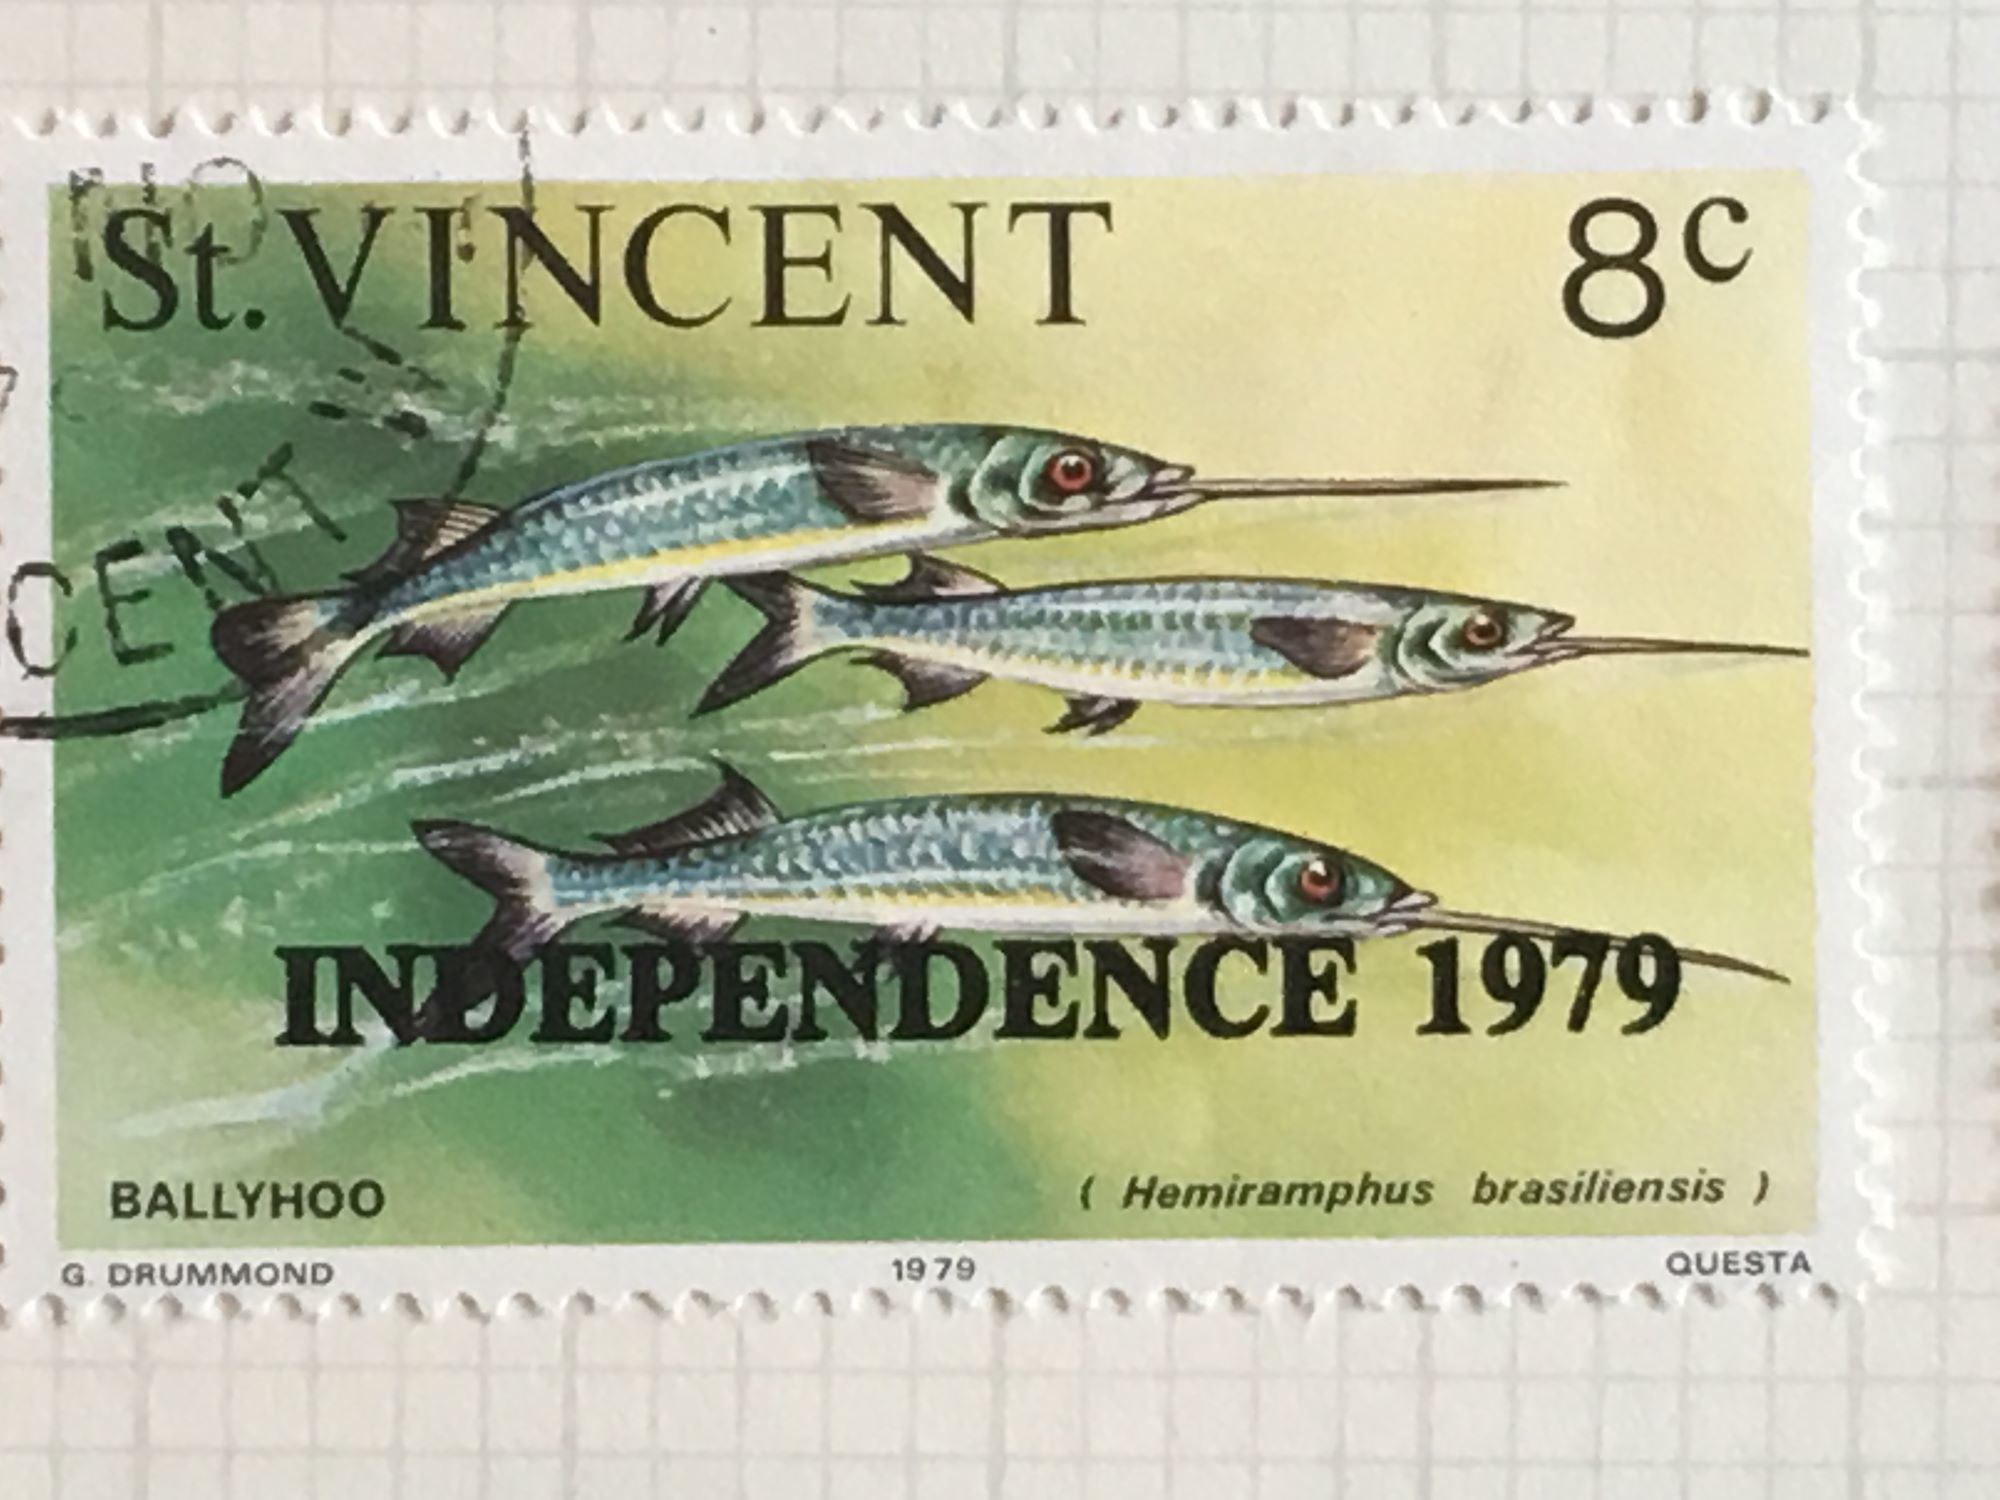 St. VINCENT 8c
CENT
INDEPENDENCE 1979
BALLYHOO ( Hemiramphus brasiliensis )
G. DRUMMOND 1979 QUESTA